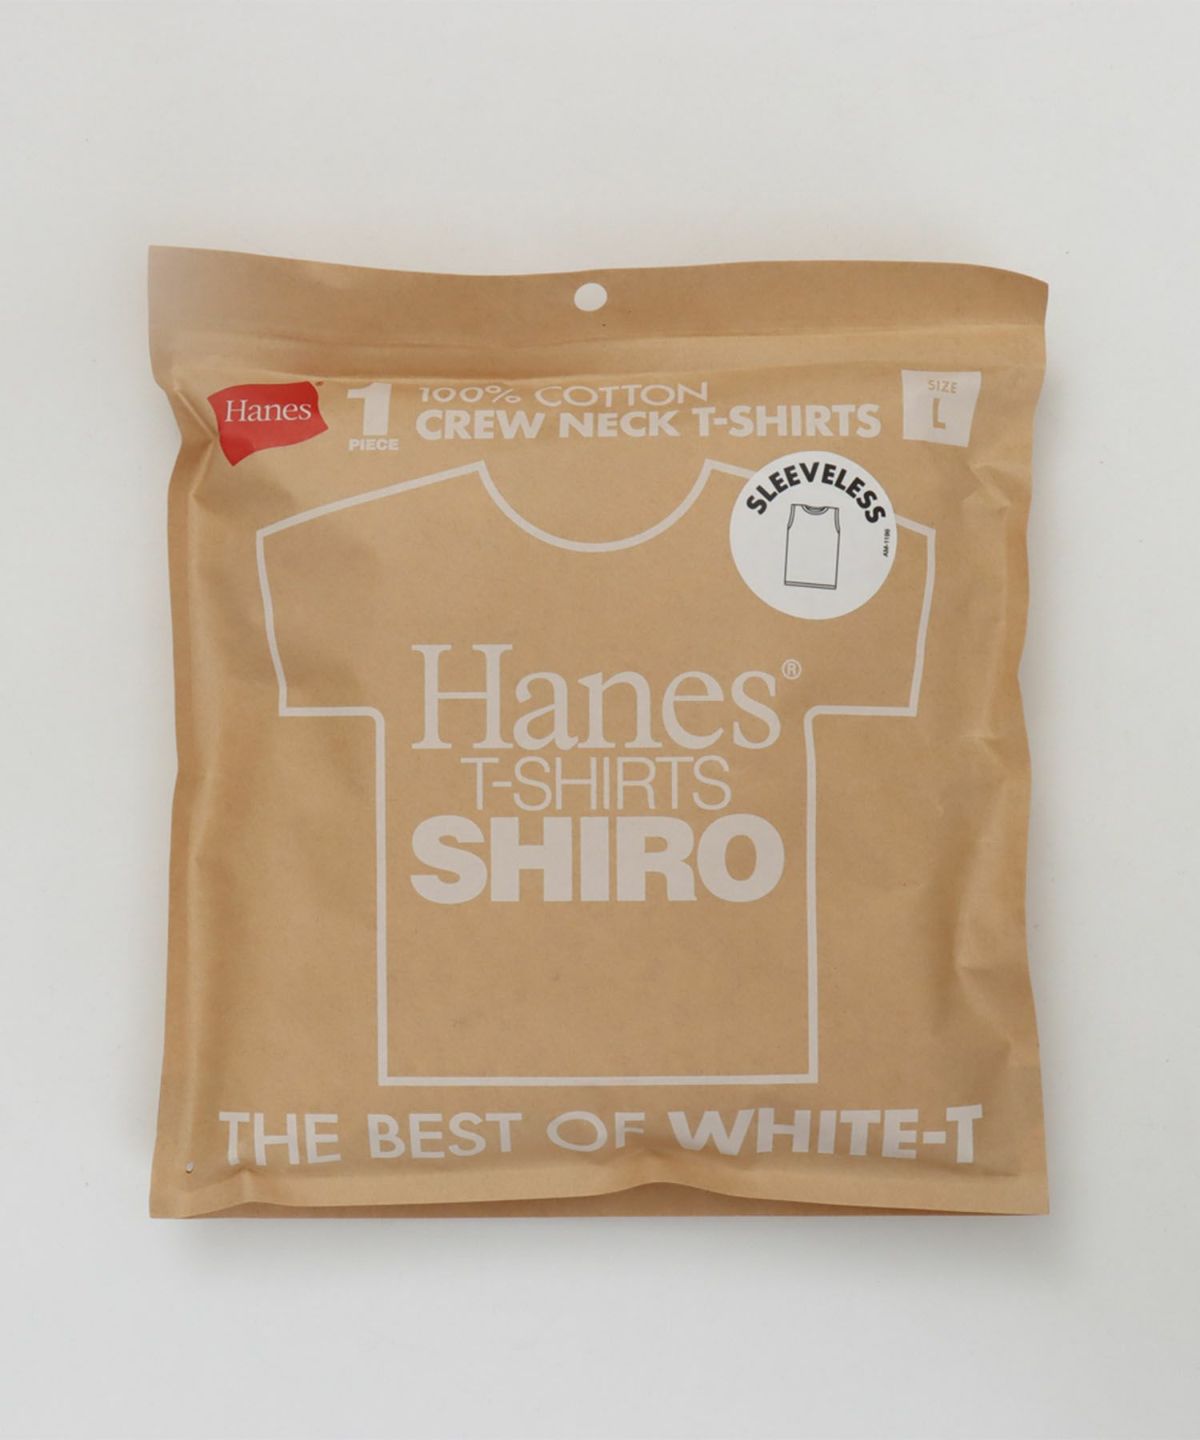 Hanes
1
PIECE
100% COTTON
CREW NECK T-SHIRTS
SIZE
L
SLEEVELESS
Hanes®
T-SHIRTS
SHIRO
THE BEST OF WHITE-T